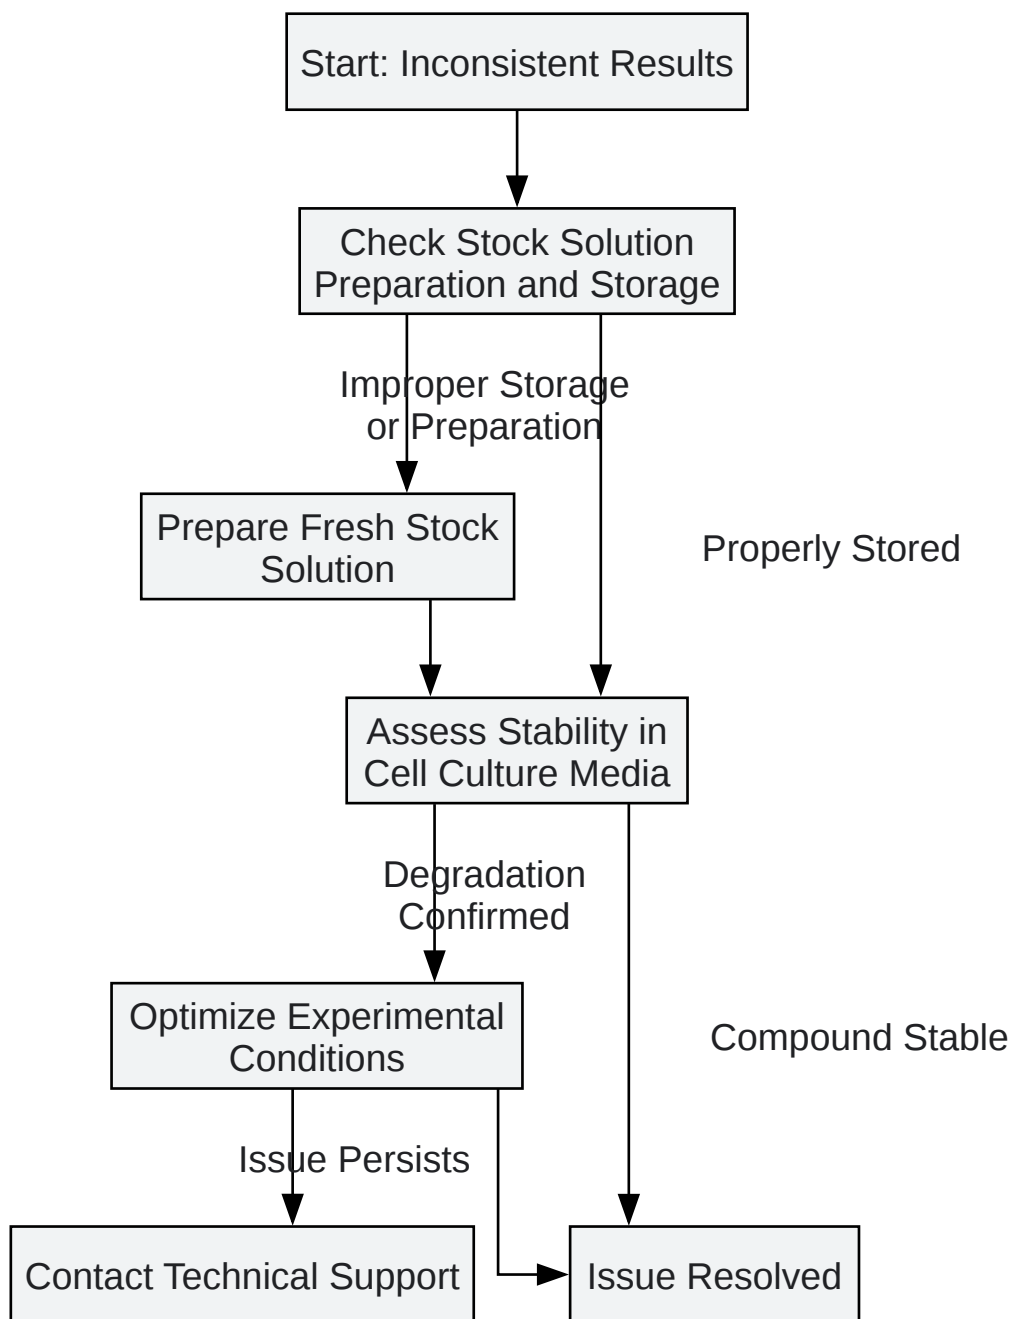 Start: Inconsistent Results
Check Stock Solution
Preparation and Storage
Improper Storage
or Preparation
Prepare Fresh Stock
Solution
Properly Stored
Assess Stability in
Cell Culture Media
Degradation
Confirmed
Optimize Experimental
Conditions
Compound Stable
Issue Persists
Contact Technical Support
Issue Resolved